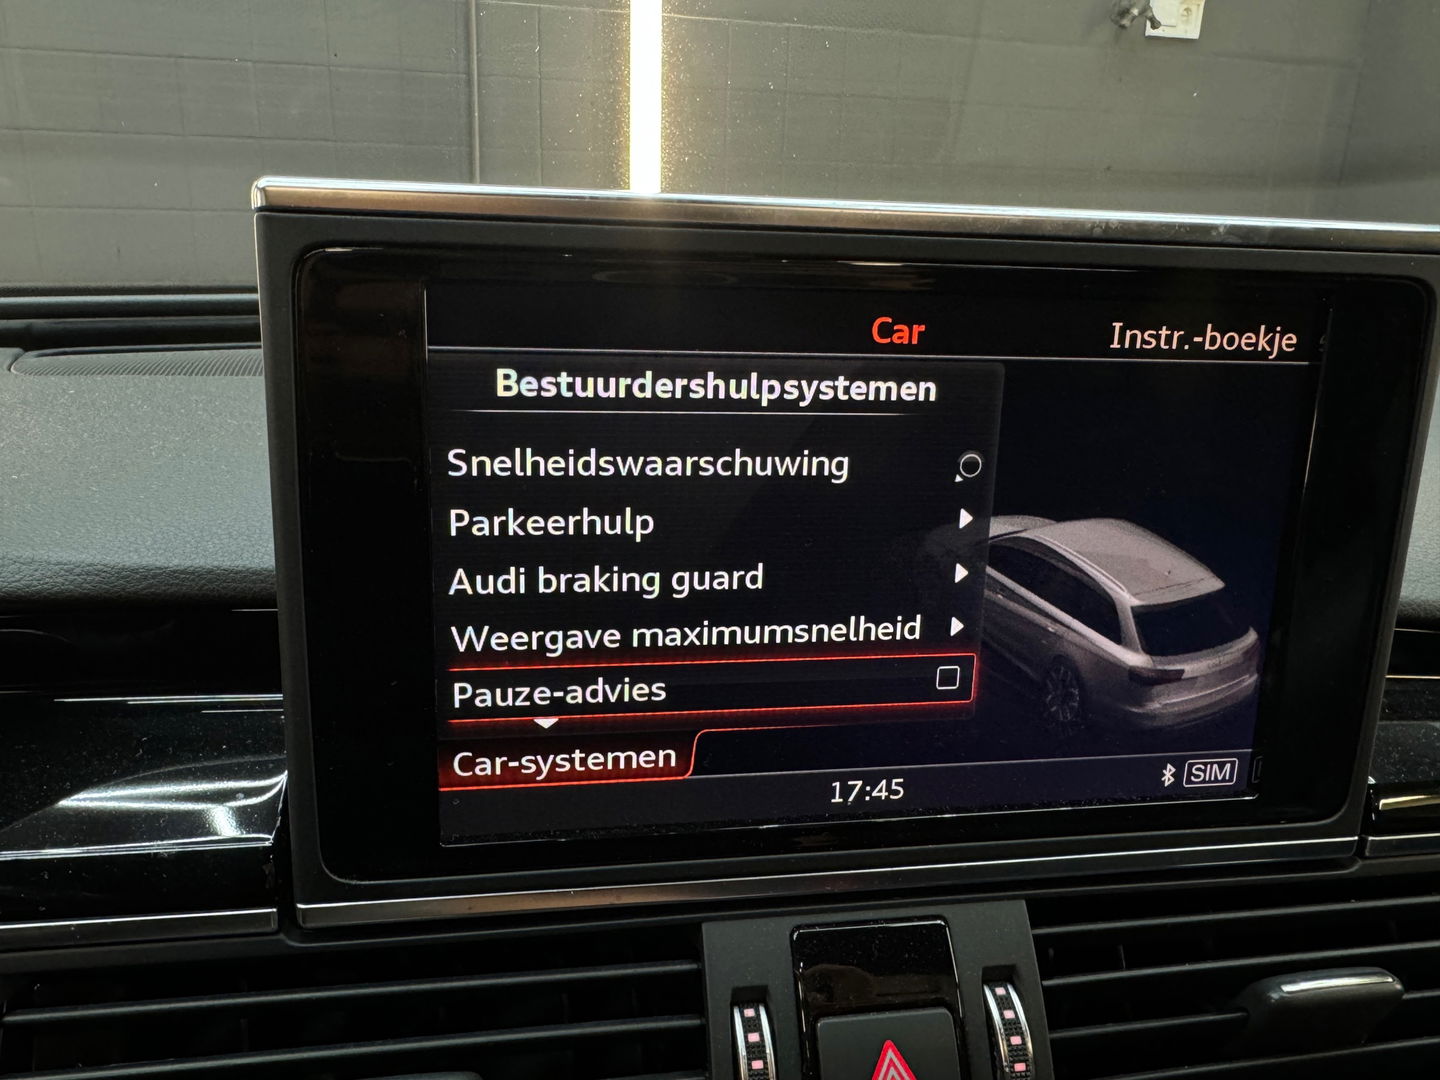 Car
Instr.-boekje
Bestuurdershulpsystemen
Snelheidswaarschuwing
Parkeerhulp
Audi braking guard
Weergave maximumsnelheid
Pauze-advies
Car-systemen
17:45
SIM